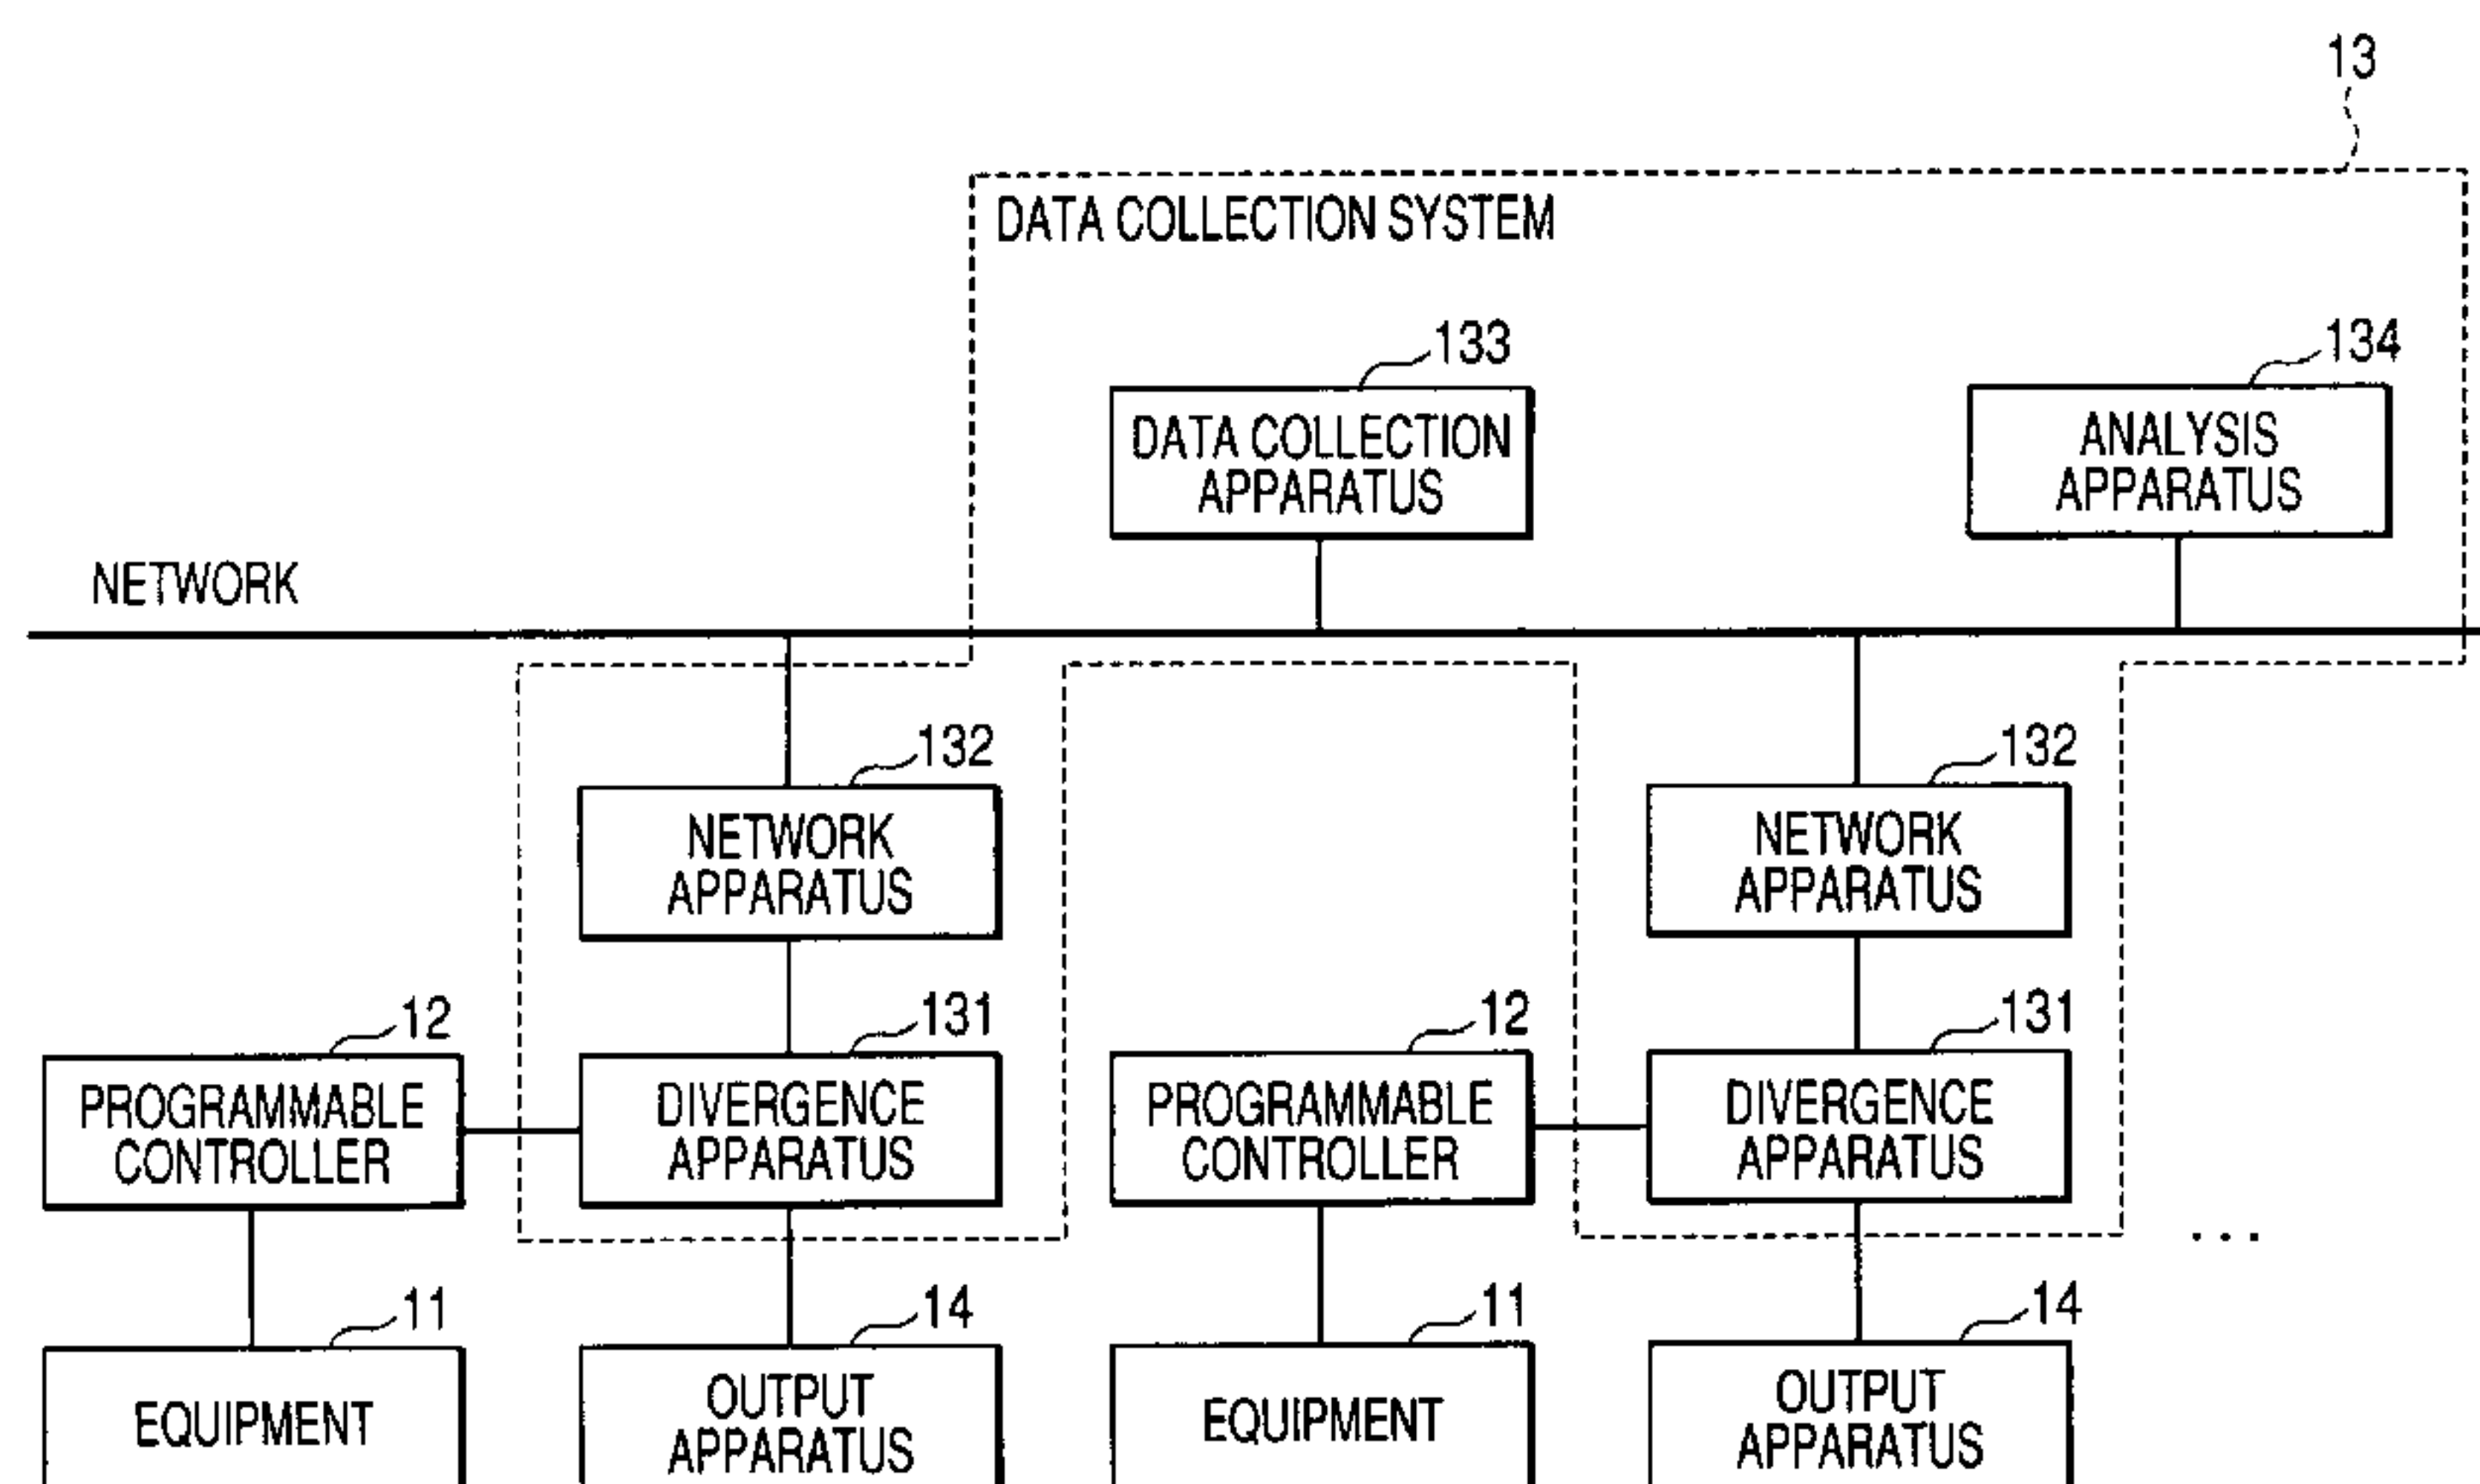 13
DATA COLLECTION SYSTEM
133
134
DATA COLLECTION
APPARATUS
ANALYSIS
APPARATUS
NETWORK
132
132
NETWORK
APPARATUS
NETWORK
APPARATUS
12
131
12
131
PROGRAMMABLE
CONTROLLER
DIVERGENCE
APPARATUS
PROGRAMMABLE
CONTROLLER
DIVERGENCE
APPARATUS
...
11
14
11
14
EQUIPMENT
OUTPUT
APPARATUS
EQUIPMENT
OUTPUT
APPARATUS